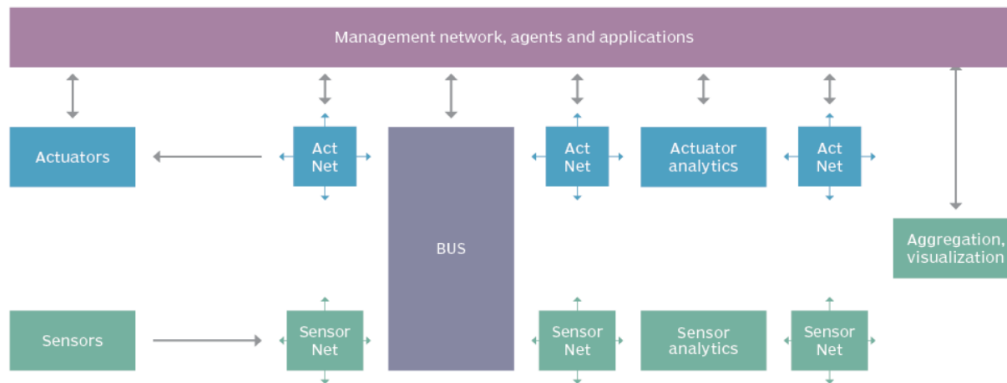 Management network, agents and applications
Actuators
Act
Net
BUS
Act
Net
Actuator
analytics
Act
Net
Aggregation,
visualization
Sensors
Sensor
Net
Sensor
Net
Sensor
analytics
Sensor
Net